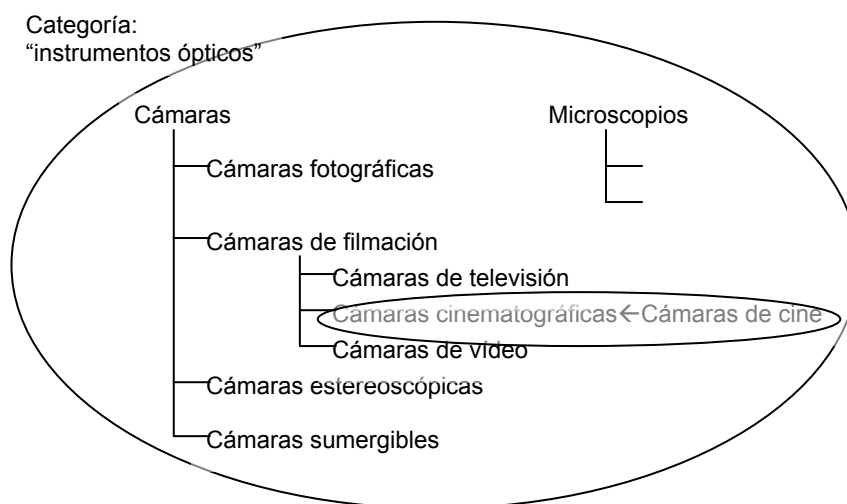 Categoría:
“instrumentos ópticos”
Cámaras
Microscopios
Cámaras fotográficas
Cámaras de filmación
Cámaras de televisión
Cámaras cinematográficas←Cámaras de cine
Cámaras de vídeo
Cámaras estereoscópicas
Cámaras sumergibles